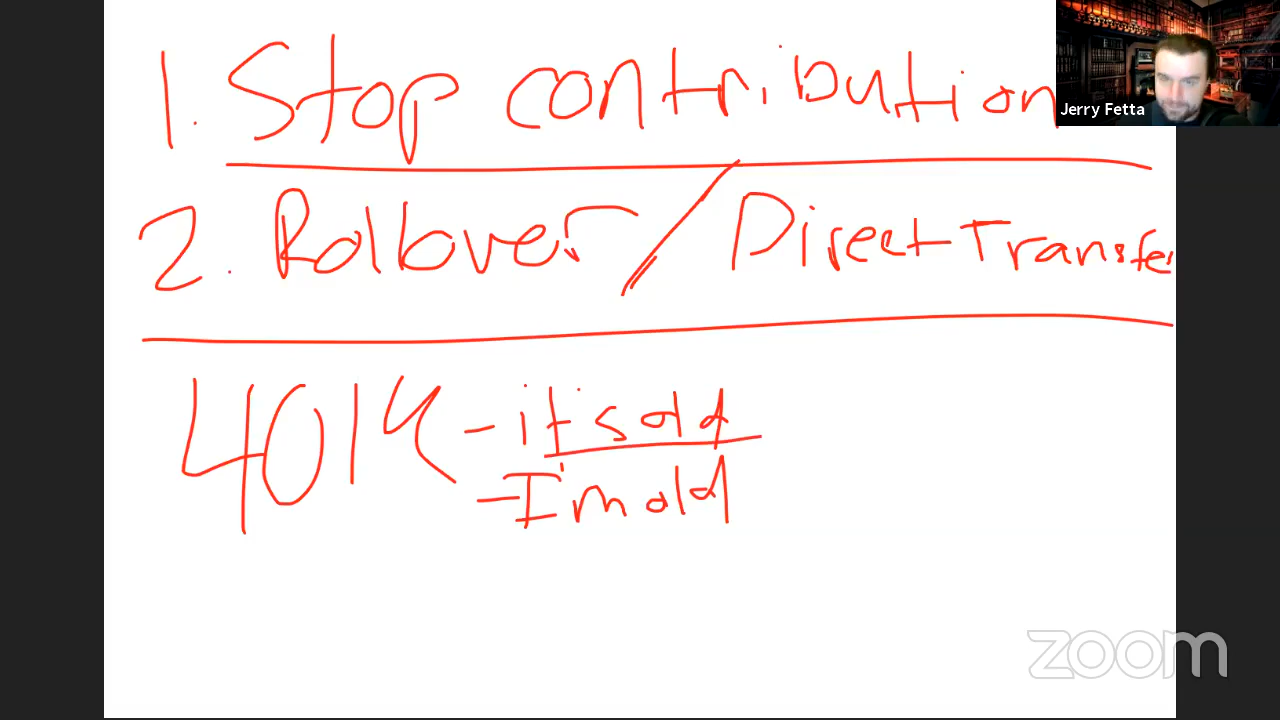 1. Stop contribution
Jerry Fetta
2. Rollover / Direct Transfer
401K - it's old
- I'm old
zoom